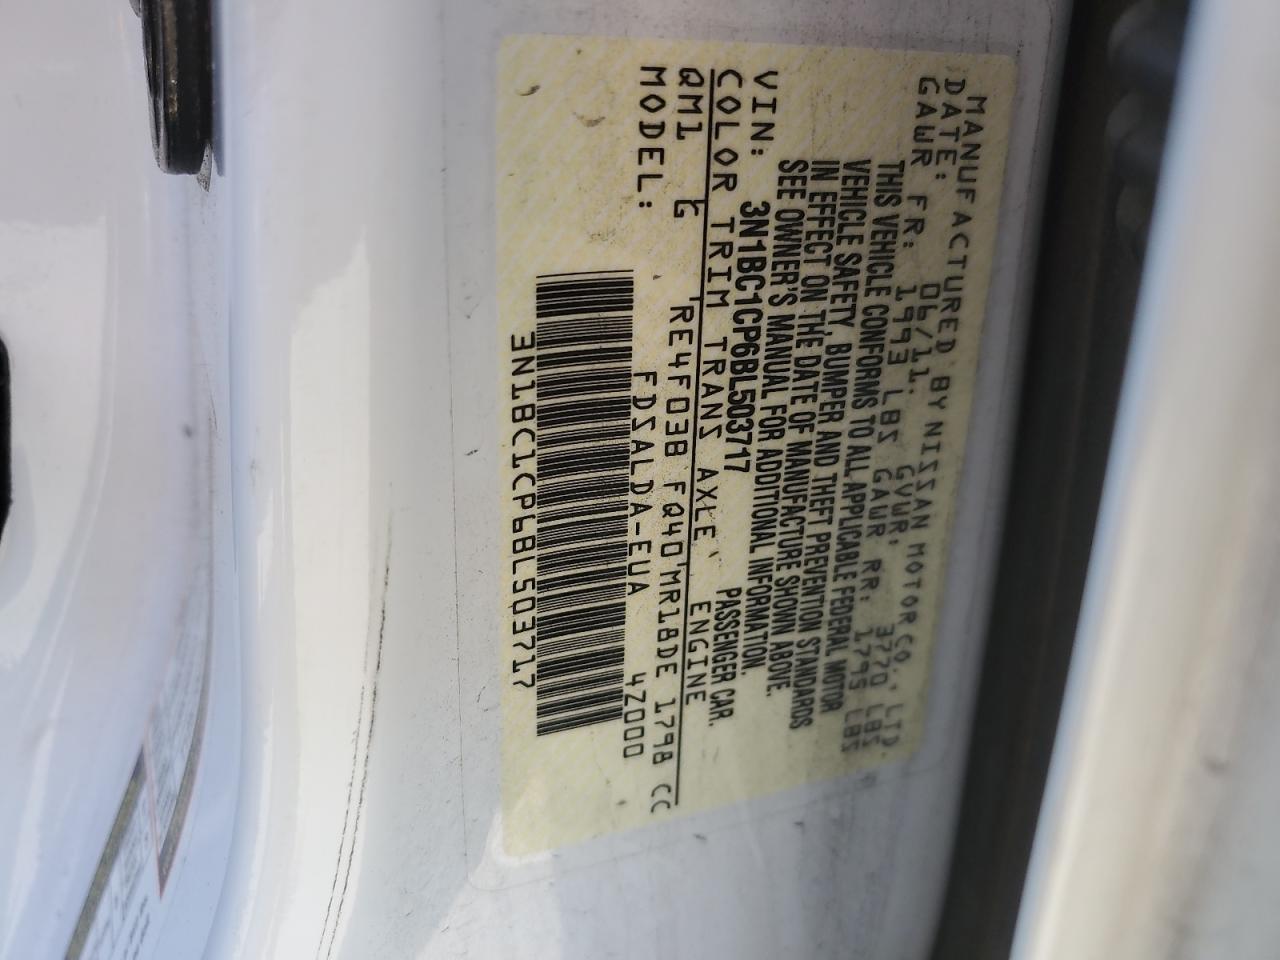 MANUFACTURED BY NISSAN MOTOR CO., LTD.
DATE: 06/11. GVWR: 3770 LBS
GAWR FR: 1993 LBS GAWR RR: 1795 LBS
THIS VEHICLE CONFORMS TO ALL APPLICABLE FEDERAL MOTOR
VEHICLE SAFETY, BUMPER AND THEFT PREVENTION STANDARDS
IN EFFECT ON THE DATE OF MANUFACTURE SHOWN ABOVE.
SEE OWNER'S MANUAL FOR ADDITIONAL INFORMATION.
VIN: 3N1BC1CP6BL503717 PASSENGER CAR.
COLOR TRIM TRANS AXLE ENGINE
QM1 G RE4F03B FQ40 MR18DE 1798 CC
MODEL: FDSALDA-EUA 4Z000
3N1BC1CP6BL503717